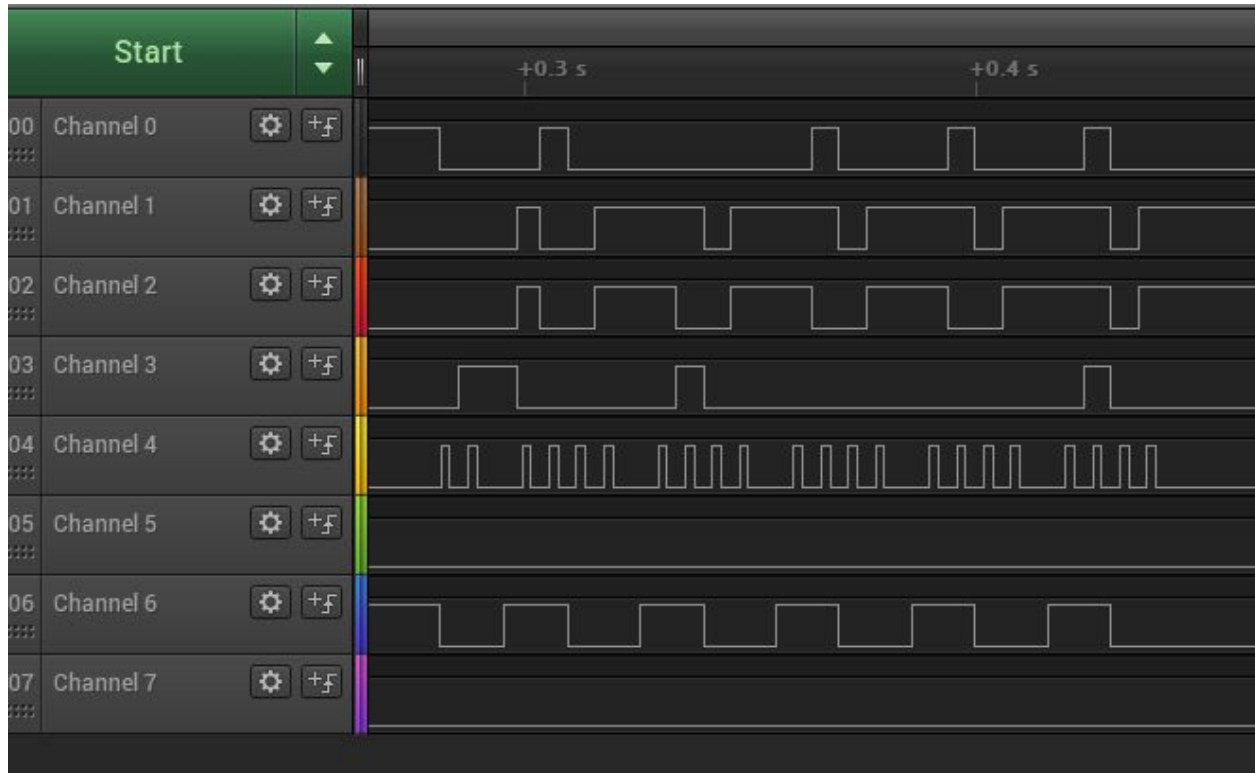 Start
+0.3 s +0.4 s
00 Channel 0
01 Channel 1
02 Channel 2
03 Channel 3
04 Channel 4
05 Channel 5
06 Channel 6
07 Channel 7